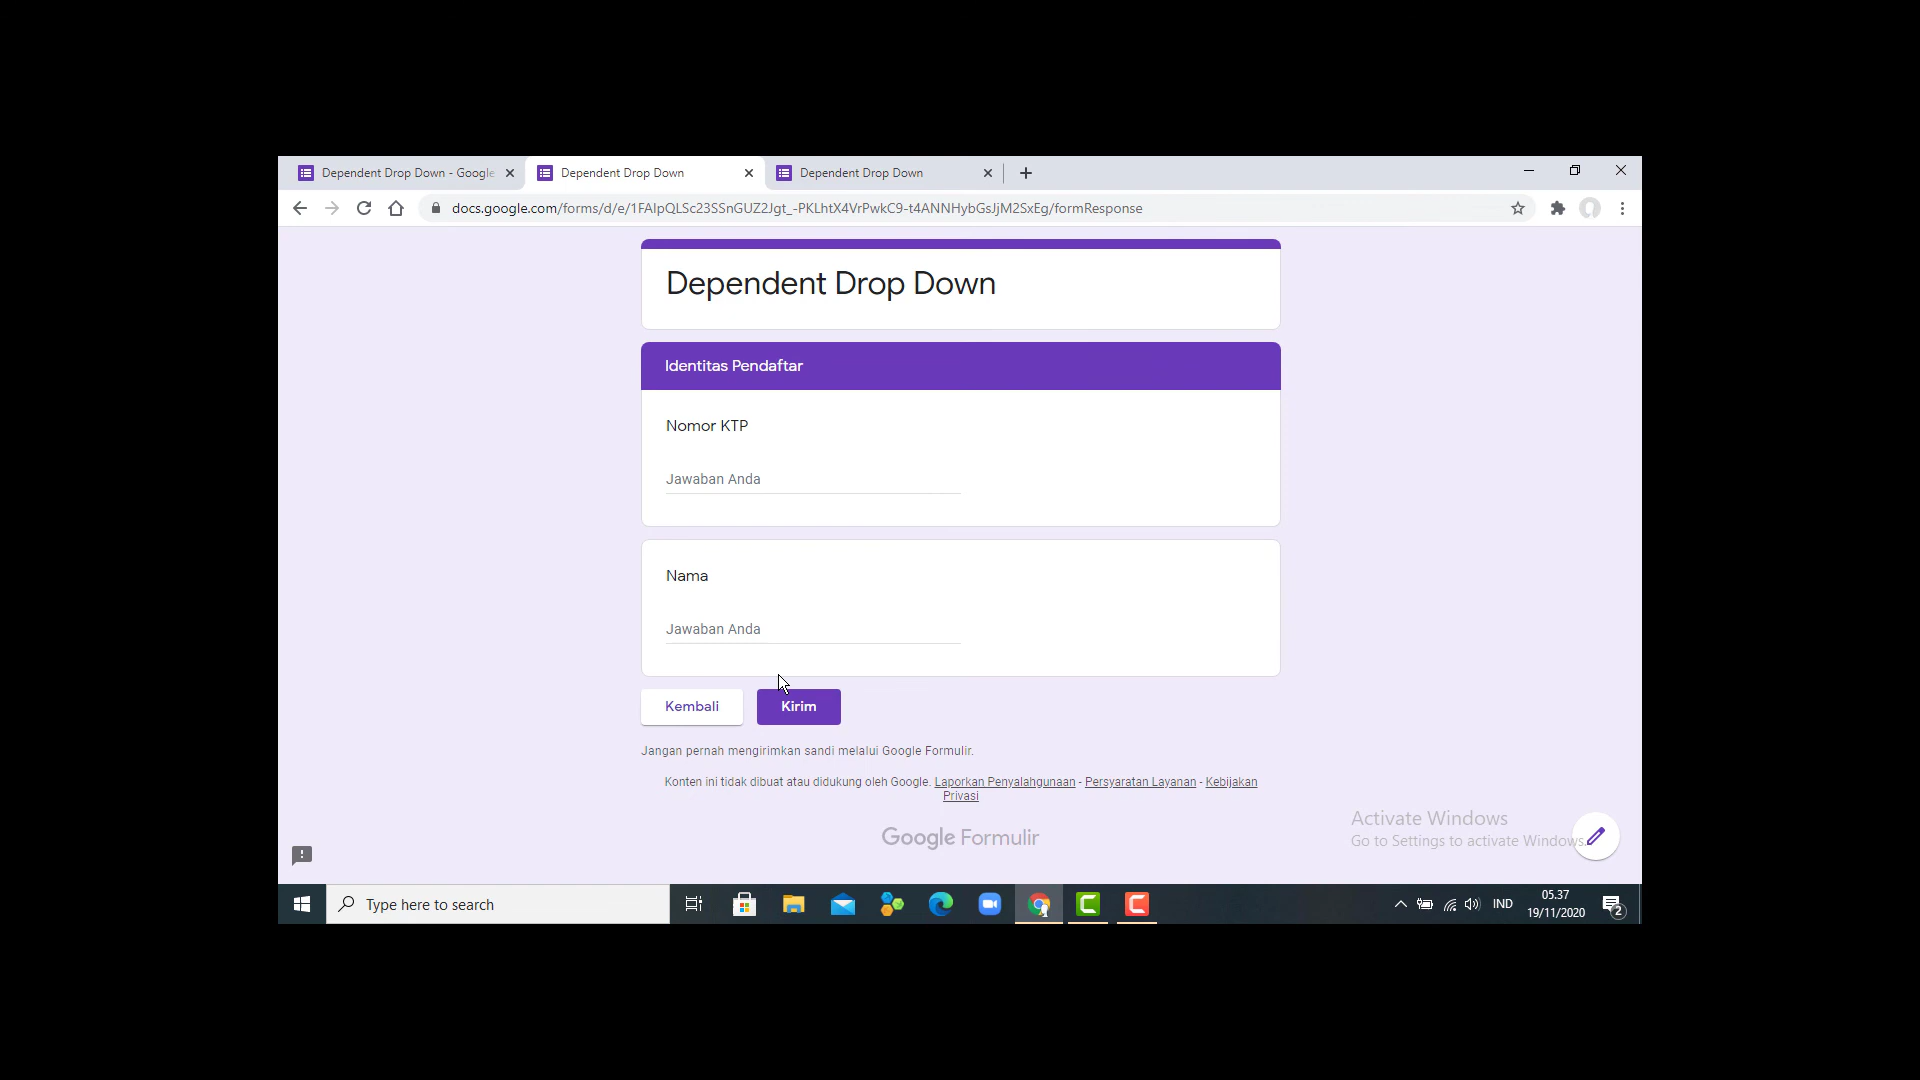 Dependent Drop Down - Google
Dependent Drop Down
Dependent Drop Down
docs.google.com/forms/d/e/1FAIpQLSc23SSnGUZ2Jgt_-PKLhtX4VrPwkC9-t4ANNHybGsJjM2SxEg/formResponse
Dependent Drop Down
Identitas Pendaftar
Nomor KTP
Jawaban Anda
Nama
Jawaban Anda
Kembali
Kirim
Jangan pernah mengirimkan sandi melalui Google Formulir.
Konten ini tidak dibuat atau didukung oleh Google. Laporkan Penyalahgunaan - Persyaratan Layanan - Kebijakan
Privasi
Google Formulir
Activate Windows
Go to Settings to activate Windows.
Type here to search
IND
05.37
19/11/2020
2